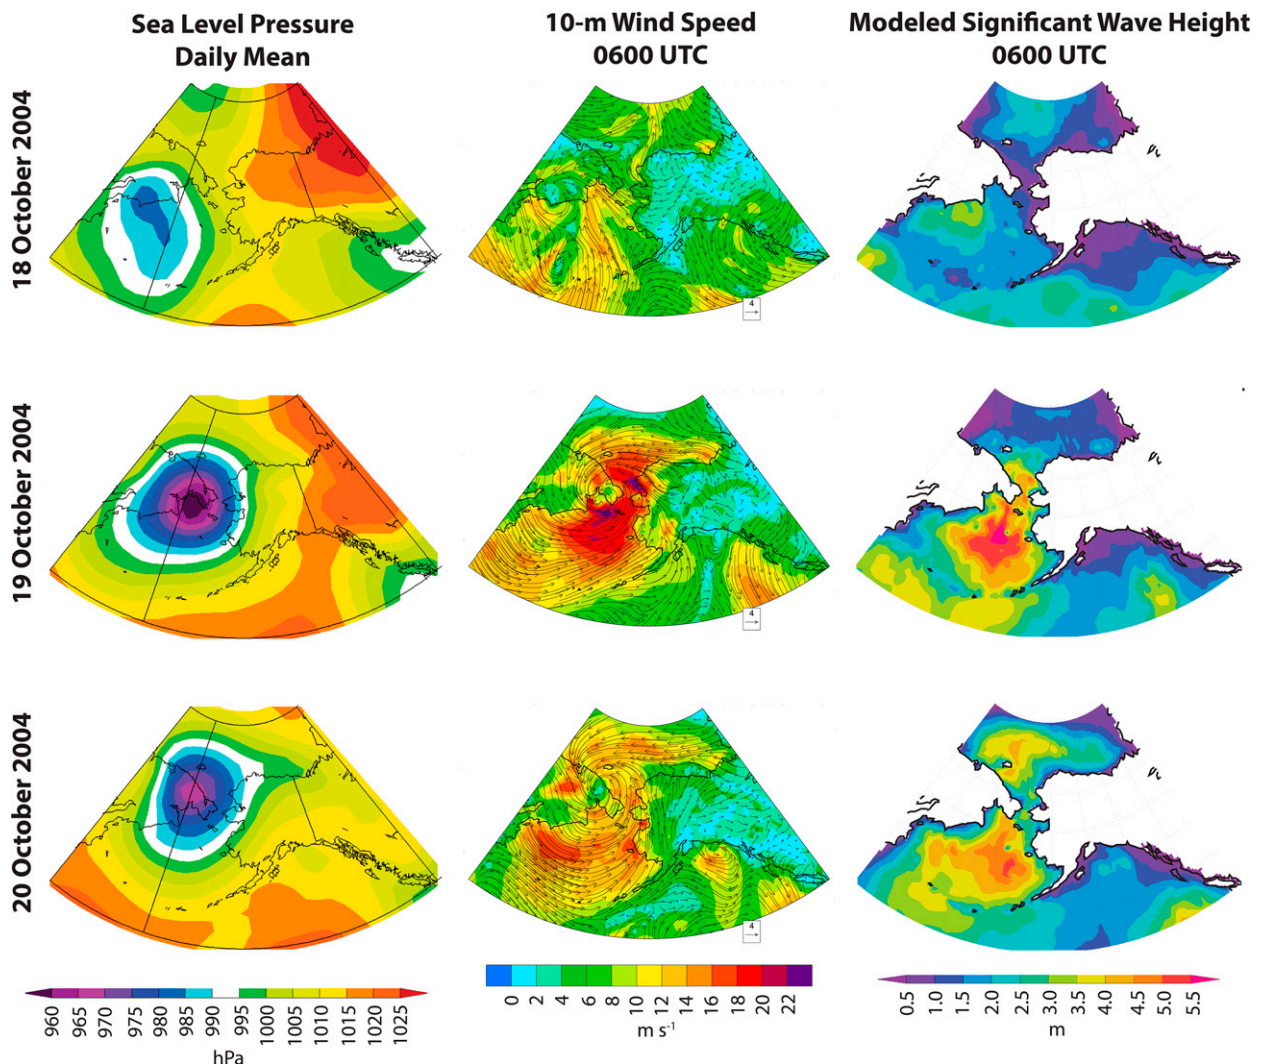 Sea Level Pressure
Daily Mean
10-m Wind Speed
0600 UTC
Modeled Significant Wave Height
0600 UTC
18 October 2004
4
19 October 2004
4
20 October 2004
4
960 965 970 975 980 985 990 995 1000 1005 1010 1015 1020 1025
hPa
0 2 4 6 8 10 12 14 16 18 20 22
m s⁻¹
0.5 1.0 1.5 2.0 2.5 3.0 3.5 4.0 4.5 5.0 5.5
m